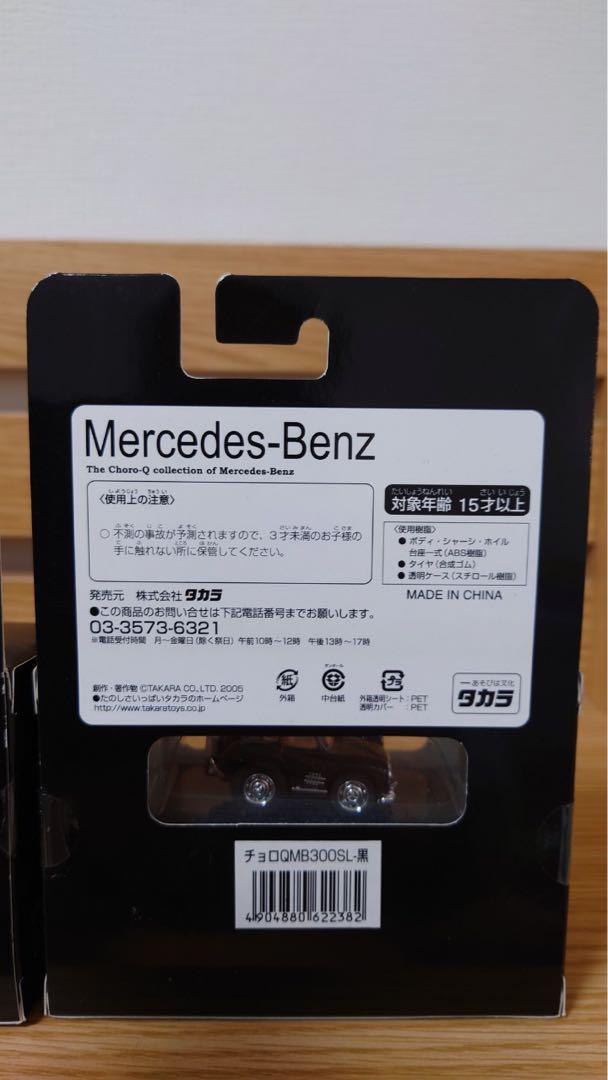 Mercedes-Benz
The Choro-Q collection of Mercedes-Benz
〈使用上の注意〉
○ 不測の事故が予測されますので、3才未満のお子様の
手に触れない所に保管してください。
対象年齢 15才以上
〈使用樹脂〉
● ボディ・シャーシ・ホイル
台座一式(ABS樹脂)
● タイヤ(合成ゴム)
● 透明ケース(スチロール樹脂)
MADE IN CHINA
発売元 株式会社 タカラ
●この商品のお問い合せは下記電話番号までお願いします。
03-3573-6321
※電話受付時間 月〜金曜日(除く祭日) 午前10時〜12時 午後13時〜17時
創作・著作物 ©TAKARA CO., LTD. 2005
●たのしさいっぱいタカラのホームページ
http://www.takaratoys.co.jp
紙
外箱
ダンボール
中台紙
プラ
外箱透明シート:PET
透明カバー :PET
あそびは文化
タカラ
チョロQMB300SL-黒
4 904880 622382